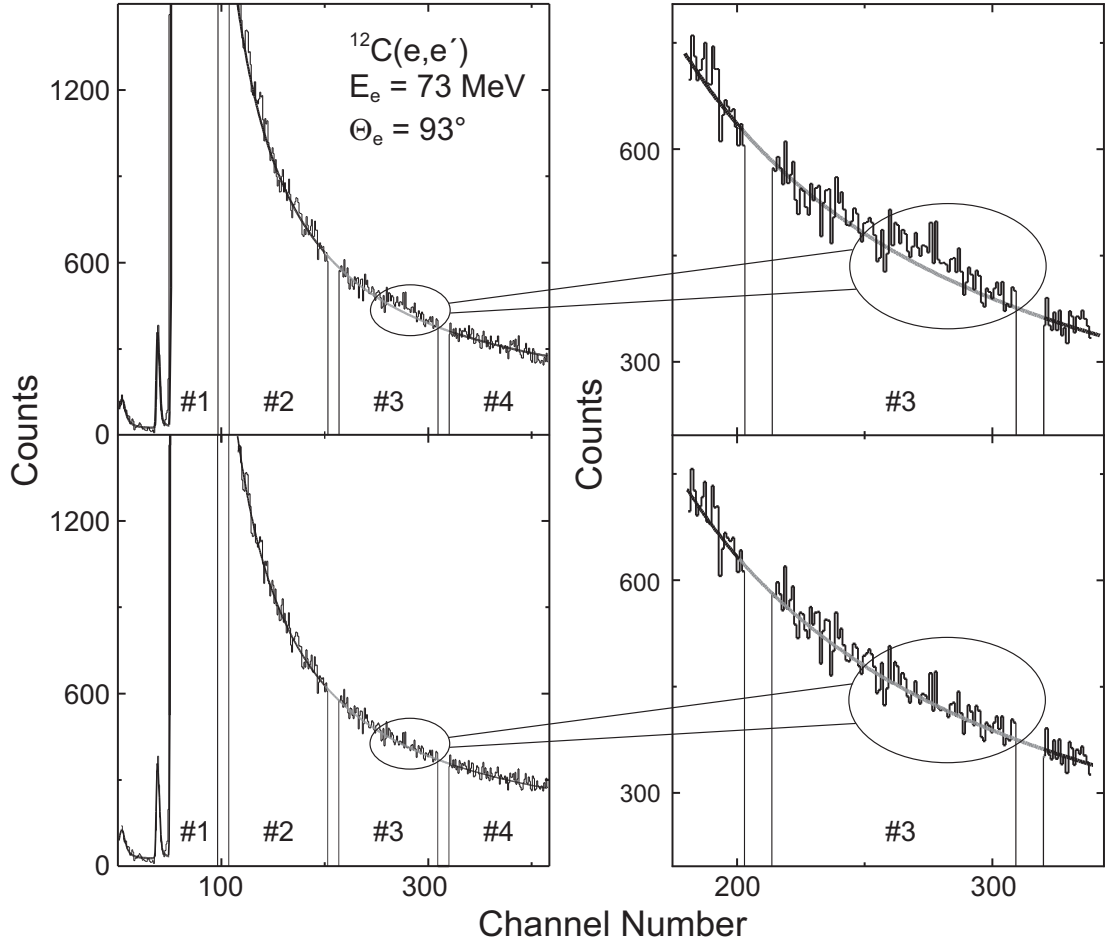 ¹²C(e,e´)
Eₑ = 73 MeV
Θₑ = 93°
1200
600
0
#1 #2 #3 #4
Counts
600
300
#3
Counts
1200
600
0
#1 #2 #3 #4
100 300
600
300
#3
200 300
Channel Number